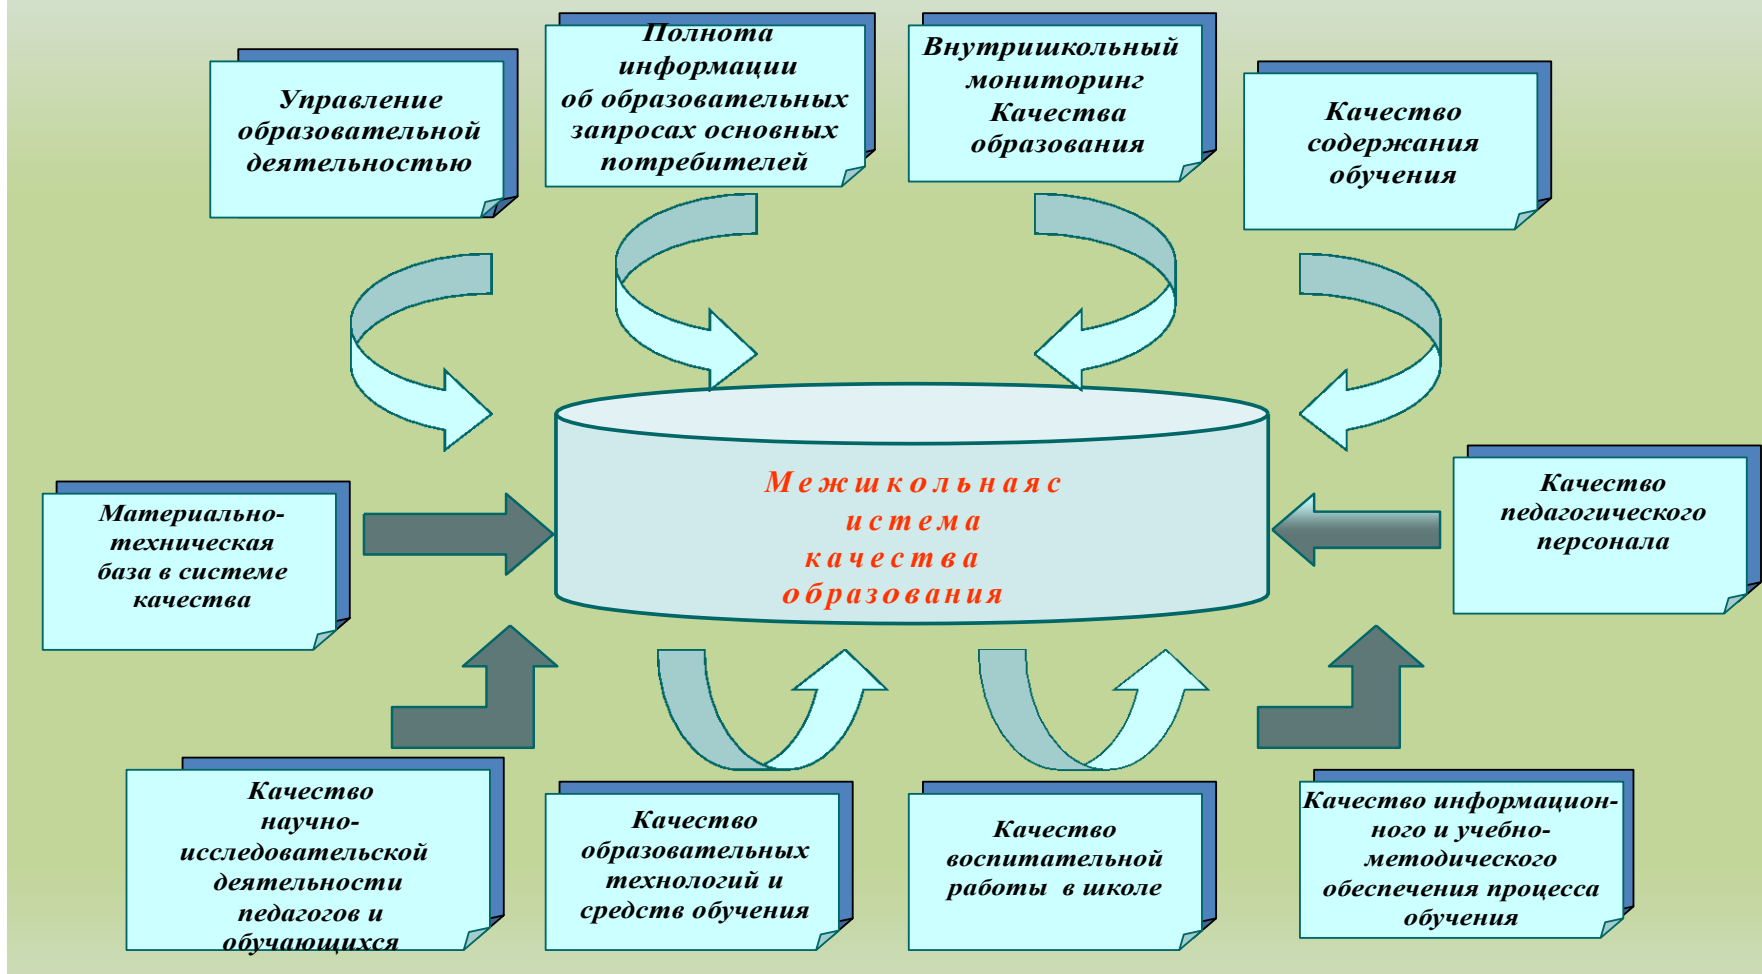 Управление
образовательной
деятельностью
Полнота
информации
об образовательных
запросах основных
потребителей
Внутришкольный
мониторинг
Качества
образования
Качество
содержания
обучения
Материально-
техническая
база в системе
качества
Межшкольнаяс
истема
качества
образования
Качество
педагогического
персонала
Качество
научно-
исследовательской
деятельности
педагогов и
обучающихся
Качество
образовательных
технологий и
средств обучения
Качество
воспитательной
работы в школе
Качество информацион-
ного и учебно-
методического
обеспечения процесса
обучения